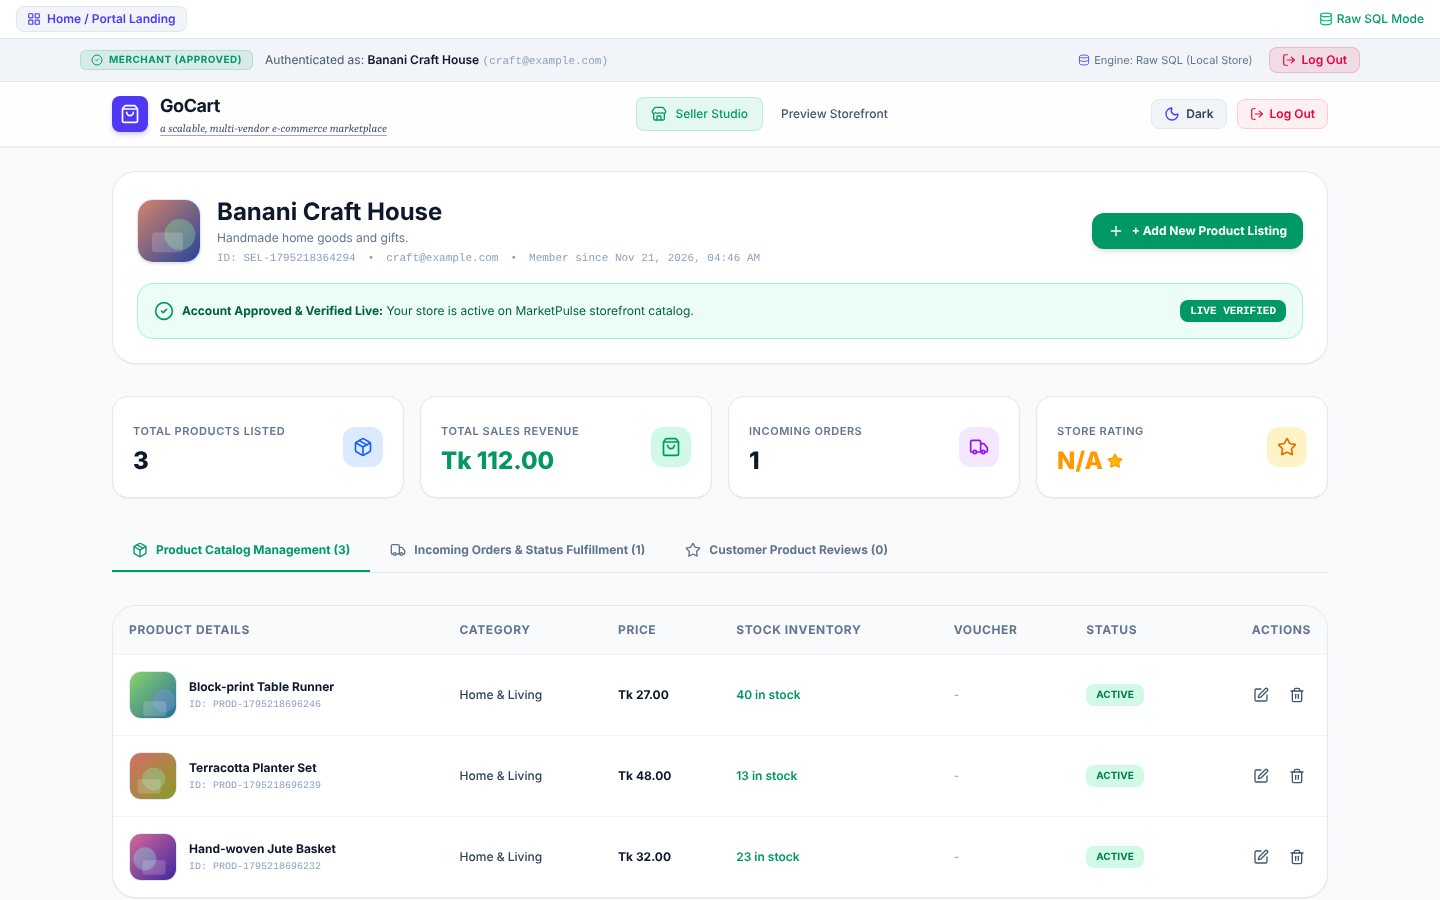 Home / Portal Landing
Raw SQL Mode
MERCHANT (APPROVED) Authenticated as: Banani Craft House (craft@example.com)
Engine: Raw SQL (Local Store) Log Out
GoCart
a scalable, multi-vendor e-commerce marketplace
Seller Studio Preview Storefront
Dark Log Out
Banani Craft House
Handmade home goods and gifts.
ID: SEL-1795218364294 • craft@example.com • Member since Nov 21, 2026, 04:46 AM
+ Add New Product Listing
Account Approved & Verified Live: Your store is active on MarketPulse storefront catalog.
LIVE VERIFIED
TOTAL PRODUCTS LISTED
3
TOTAL SALES REVENUE
Tk 112.00
INCOMING ORDERS
1
STORE RATING
N/A
Product Catalog Management (3) Incoming Orders & Status Fulfillment (1) Customer Product Reviews (0)
PRODUCT DETAILS CATEGORY PRICE STOCK INVENTORY VOUCHER STATUS ACTIONS
Block-print Table Runner
ID: PROD-1795218696246
Home & Living Tk 27.00 40 in stock - ACTIVE
Terracotta Planter Set
ID: PROD-1795218696239
Home & Living Tk 48.00 13 in stock - ACTIVE
Hand-woven Jute Basket
ID: PROD-1795218696232
Home & Living Tk 32.00 23 in stock - ACTIVE